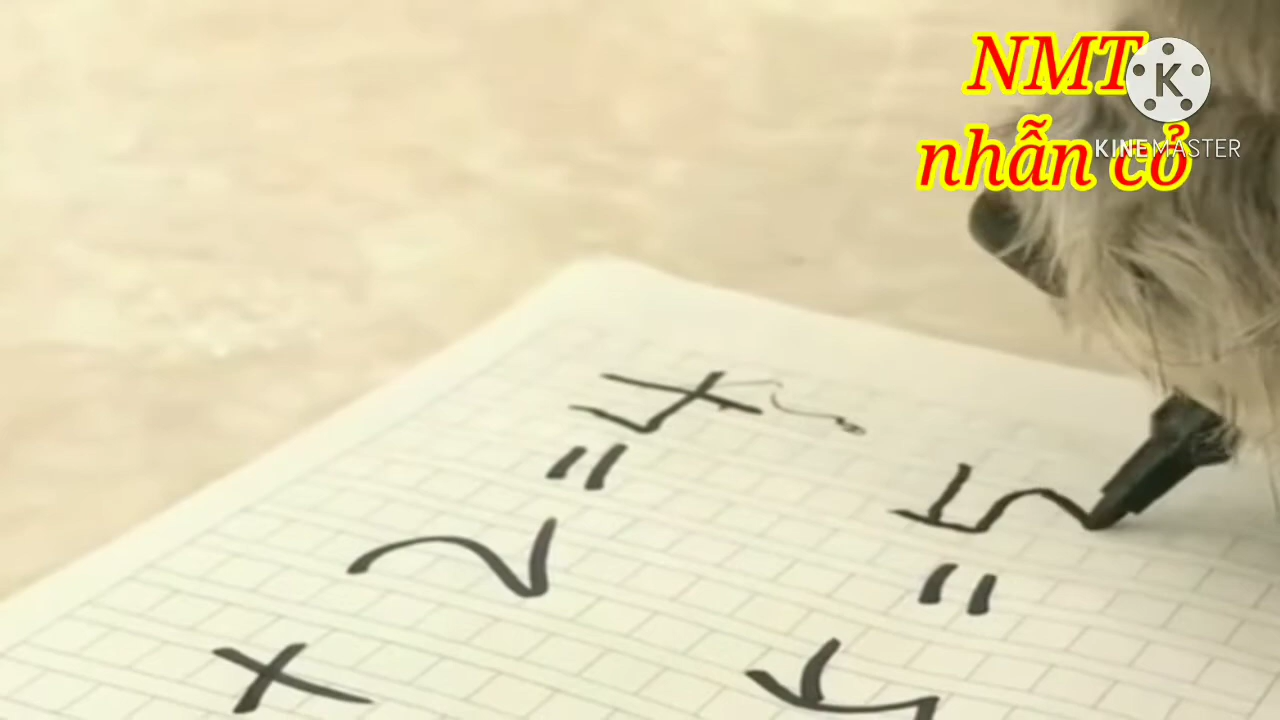 NMT
nhẫn cỏ
K
KINEMASTER
x 2 = 4
=